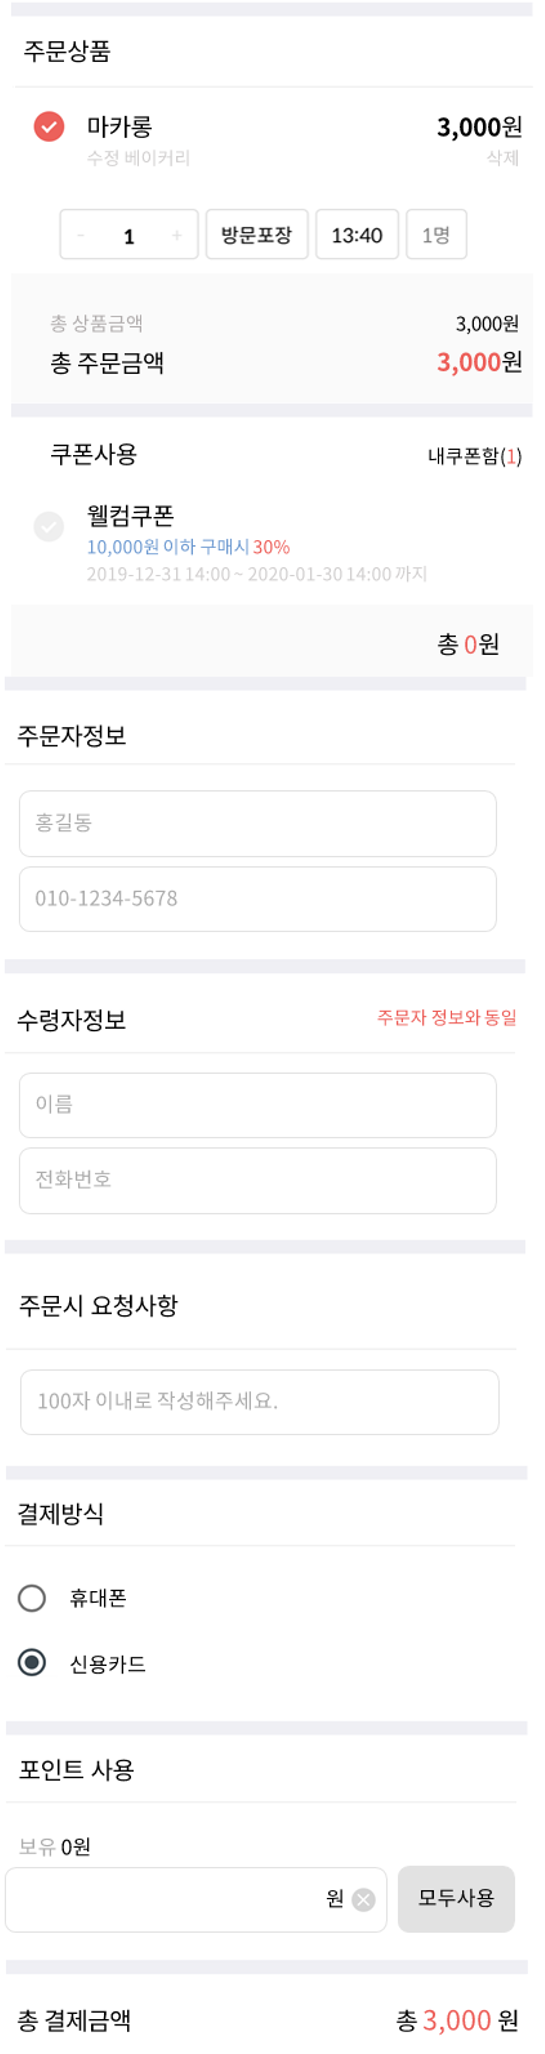 주문상품
마카롱 3,000원
수정 베이커리 삭제
- 1 + 방문포장 13:40 1명
총 상품금액 3,000원
총 주문금액 3,000원
쿠폰사용 내쿠폰함(1)
웰컴쿠폰
10,000원 이하 구매시 30%
2019-12-31 14:00 ~ 2020-01-30 14:00 까지
총 0원
주문자정보
홍길동
010-1234-5678
수령자정보 주문자 정보와 동일
이름
전화번호
주문시 요청사항
100자 이내로 작성해주세요.
결제방식
휴대폰
신용카드
포인트 사용
보유 0원
원 모두사용
총 결제금액 총 3,000 원